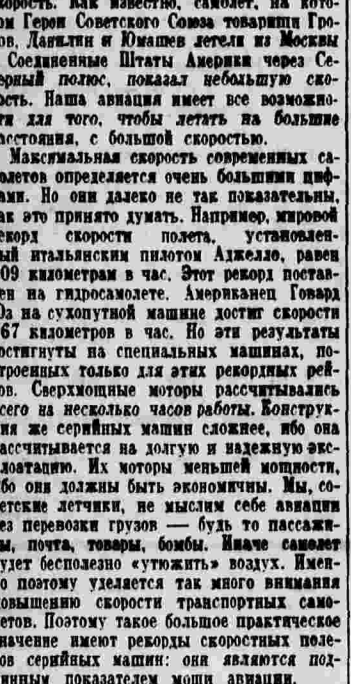 корость. Как известно, самолет, на кото-
ом Герои Советского Союза товарищи Гро-
ов, Данилин и Юмашев летели из Москвы
Соединенные Штаты Америки через Се-
ерный полюс, показал небольшую ско-
ость. Наша авиация имеет все возможно-
ти для того, чтобы летать на большие
асстояния, с большой скоростью.
Максимальная скорость современных са-
олетов определяется очень большими циф-
ами. Но они далеко не так показательны,
ак это принято думать. Например, мировой
екорд скорости полета, установлен-
ый итальянским пилотом Аджелло, равен
09 километрам в час. Этот рекорд постав-
ен на гидросамолете. Американец Говард
Юз на сухопутной машине достиг скорости
67 километров в час. Но эти результаты
остигнуты на специальных машинах, по-
троенных только для этих рекордных рей-
ов. Сверхмощные моторы рассчитывались
сего на несколько часов работы. Конструк-
ия же серийных машин сложнее, ибо она
ассчитывается на долгую и надежную экс-
лоатацию. Их моторы меньшей мощности,
бо они должны быть экономичны. Мы, со-
етские летчики, не мыслим себе авиации
ез перевозки грузов — будь то пассажи-
ы, почта, товары, бомбы. Иначе самолет
удет бесполезно «утюжить» воздух. Имен-
о поэтому уделяется так много внимания
овышению скорости транспортных само-
етов. Поэтому такое большое практическое
начение имеют рекорды скоростных поле-
ов серийных машин: они являются под-
инным показателем мощи авиации.